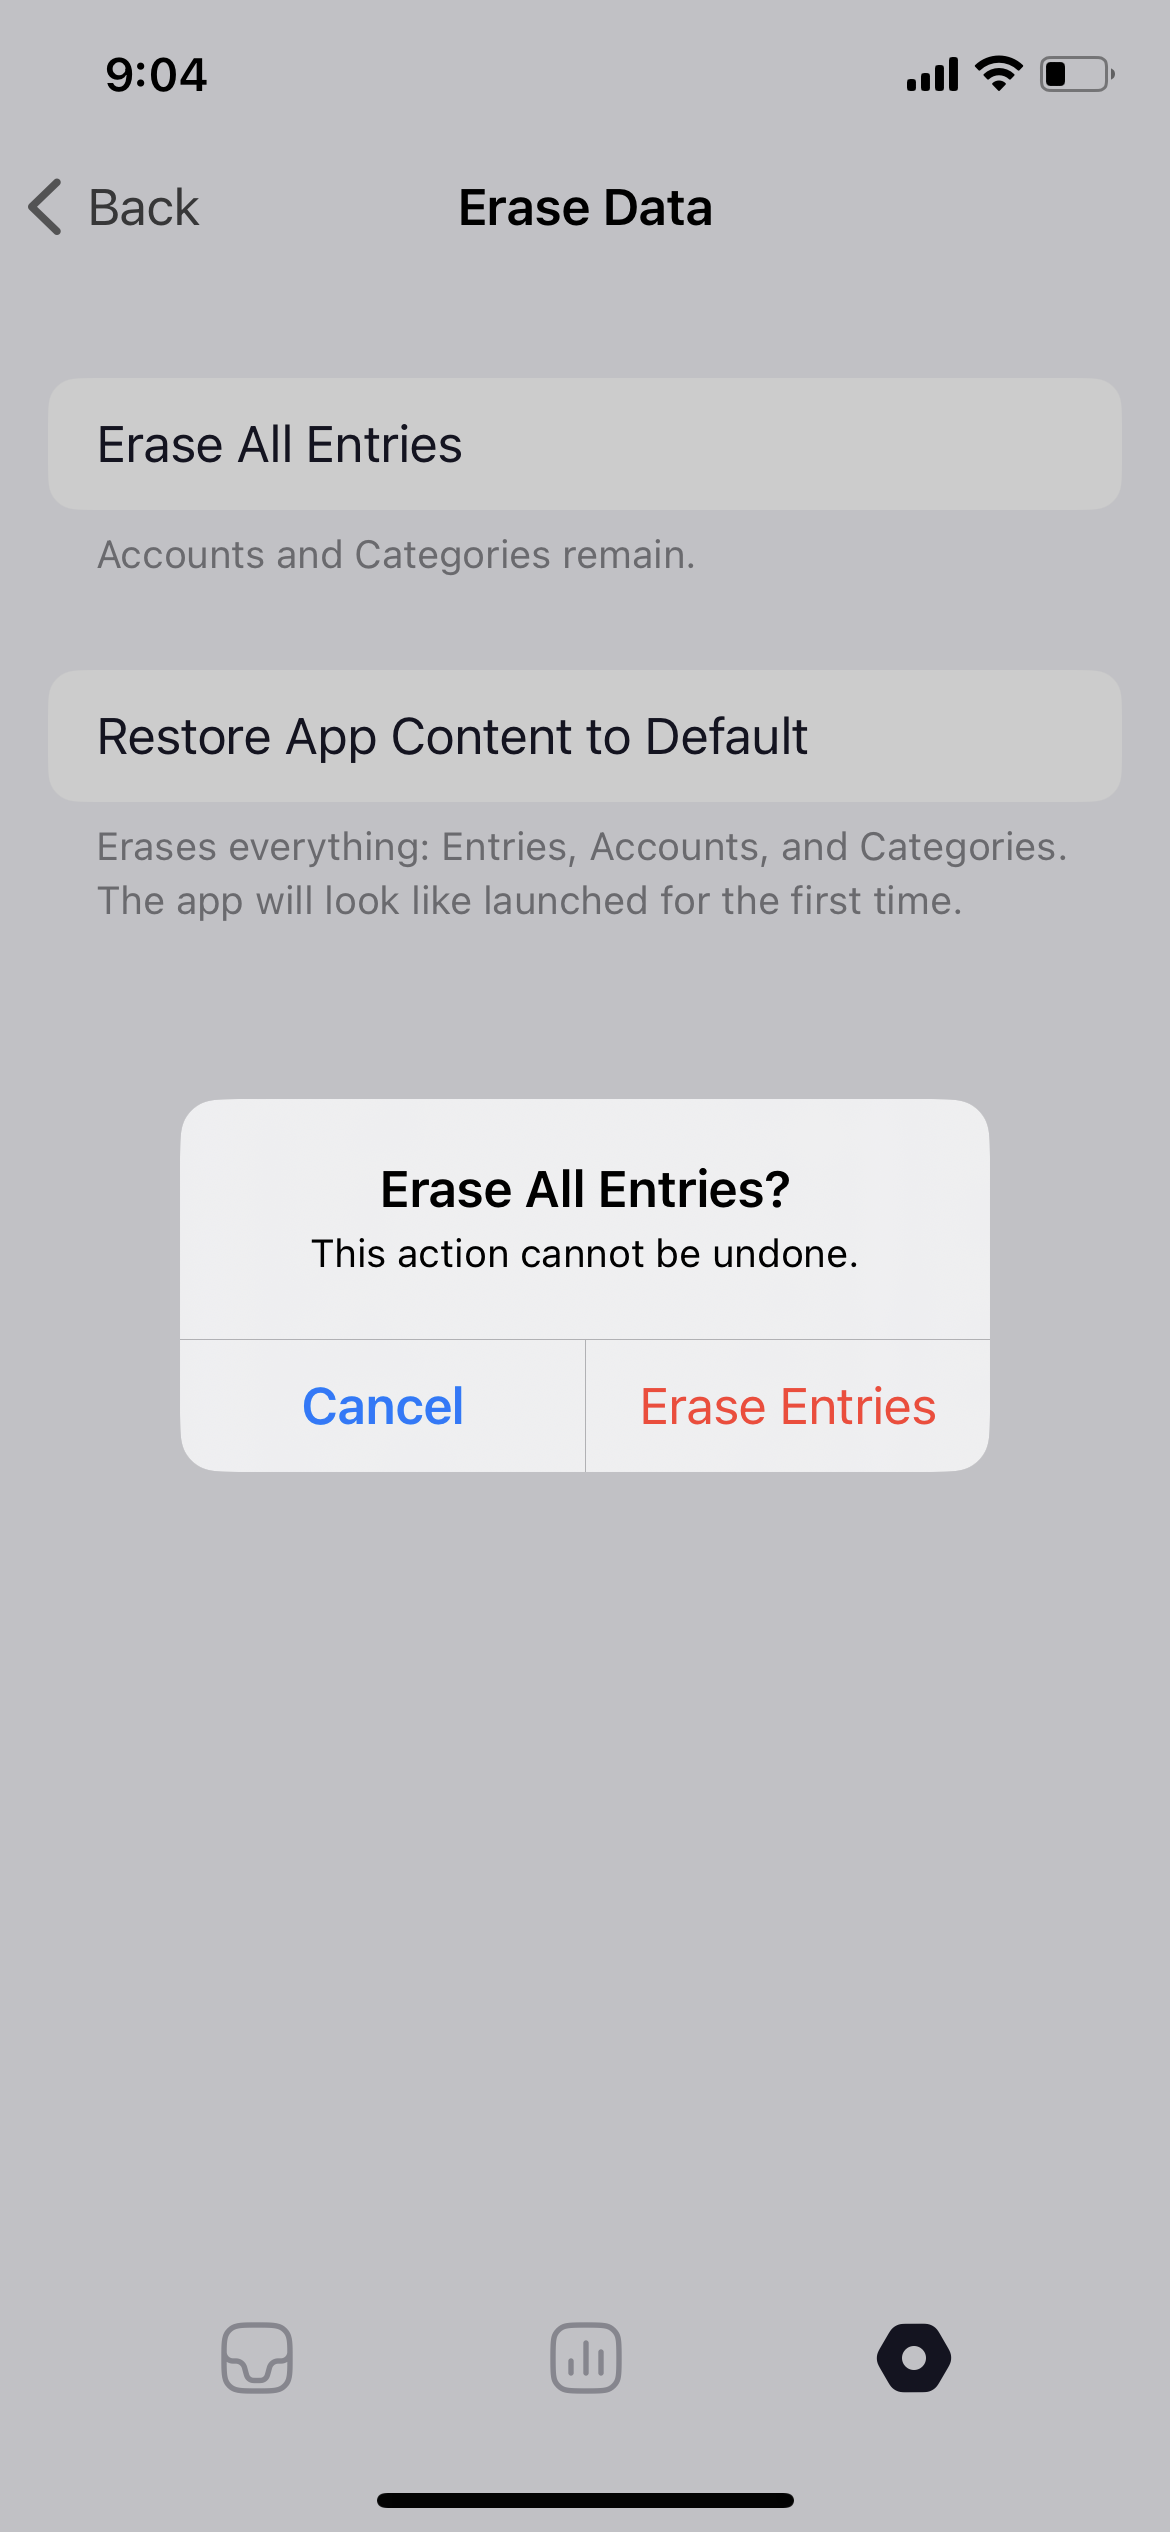 9:04
Back
Erase Data
Erase All Entries
Accounts and Categories remain.
Restore App Content to Default
Erases everything: Entries, Accounts, and Categories.
The app will look like launched for the first time.
Erase All Entries?
This action cannot be undone.
Cancel
Erase Entries